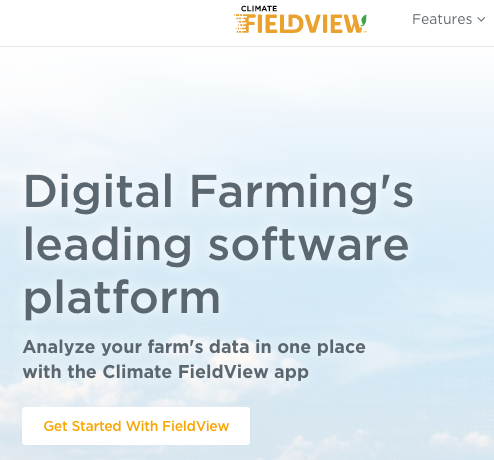 CLIMATE
FIELDVIEW
Features
Digital Farming's
leading software
platform
Analyze your farm's data in one place
with the Climate FieldView app
Get Started With FieldView